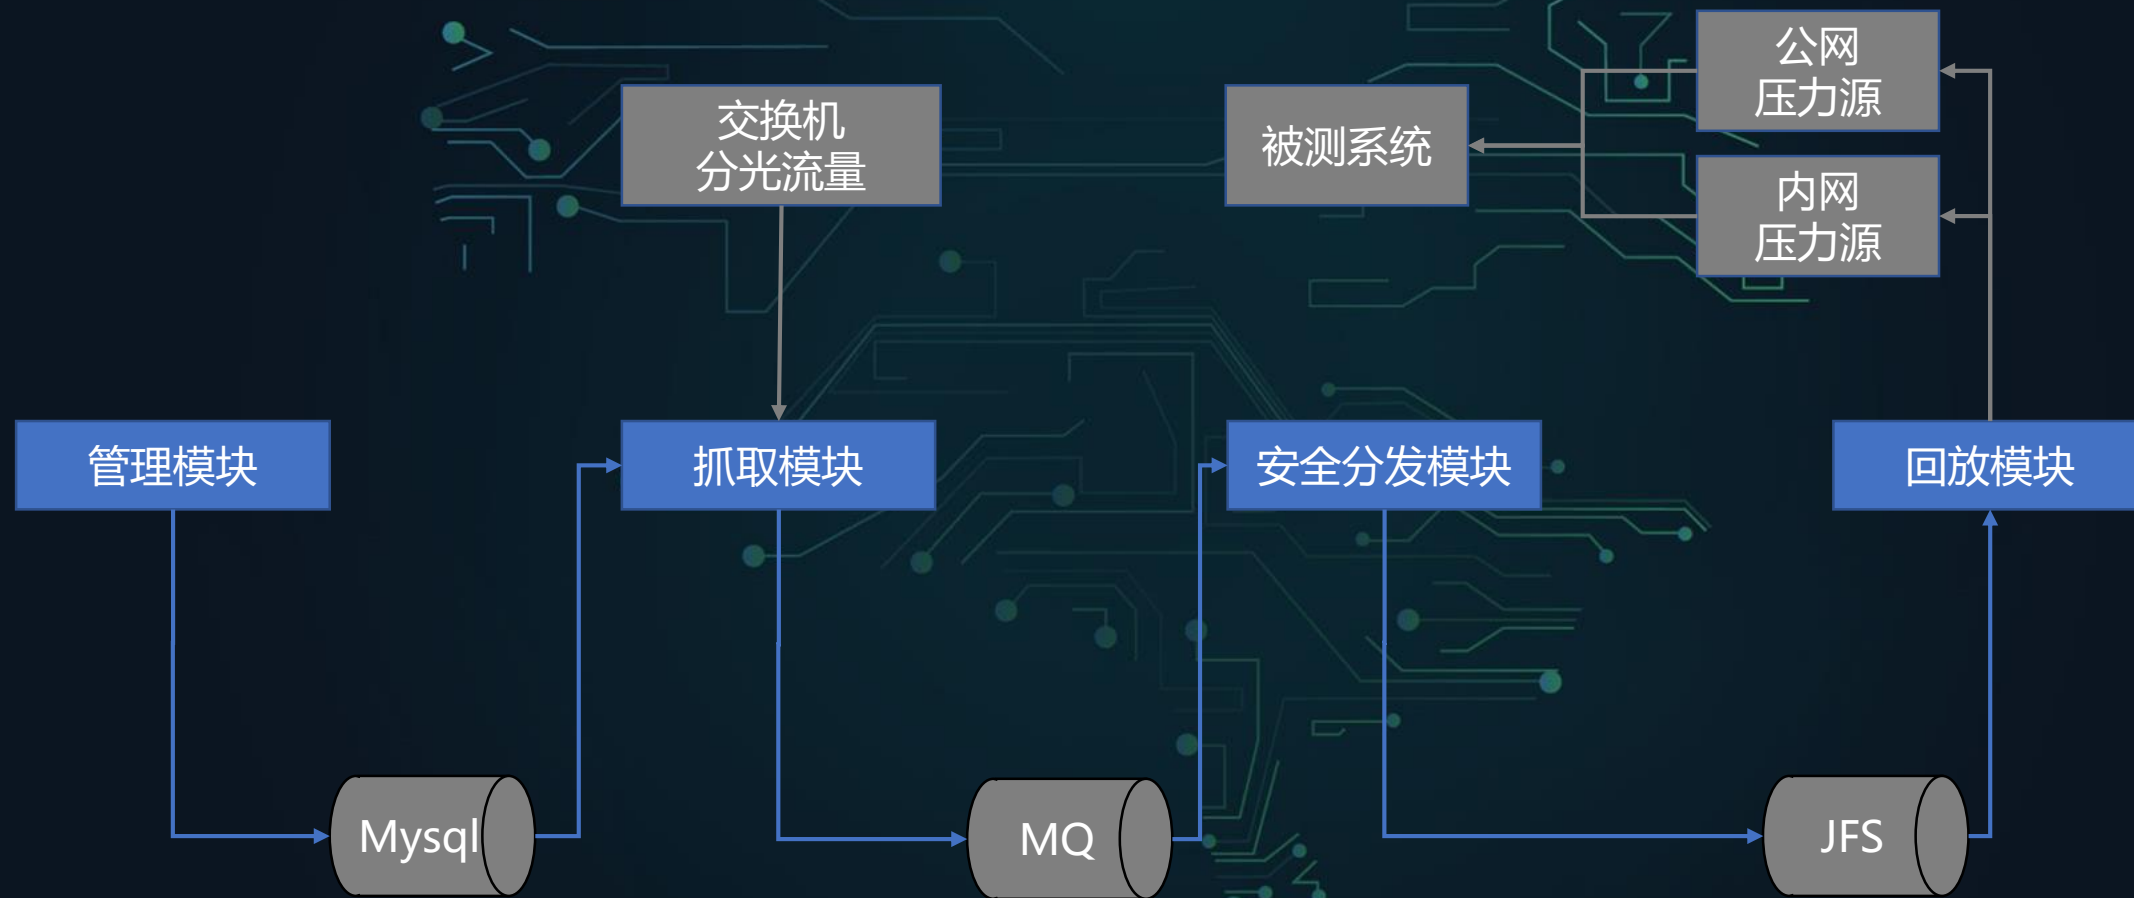 公网
压力源
交换机
分光流量
被测系统
内网
压力源
管理模块
抓取模块
安全分发模块
回放模块
Mysql
MQ
JFS